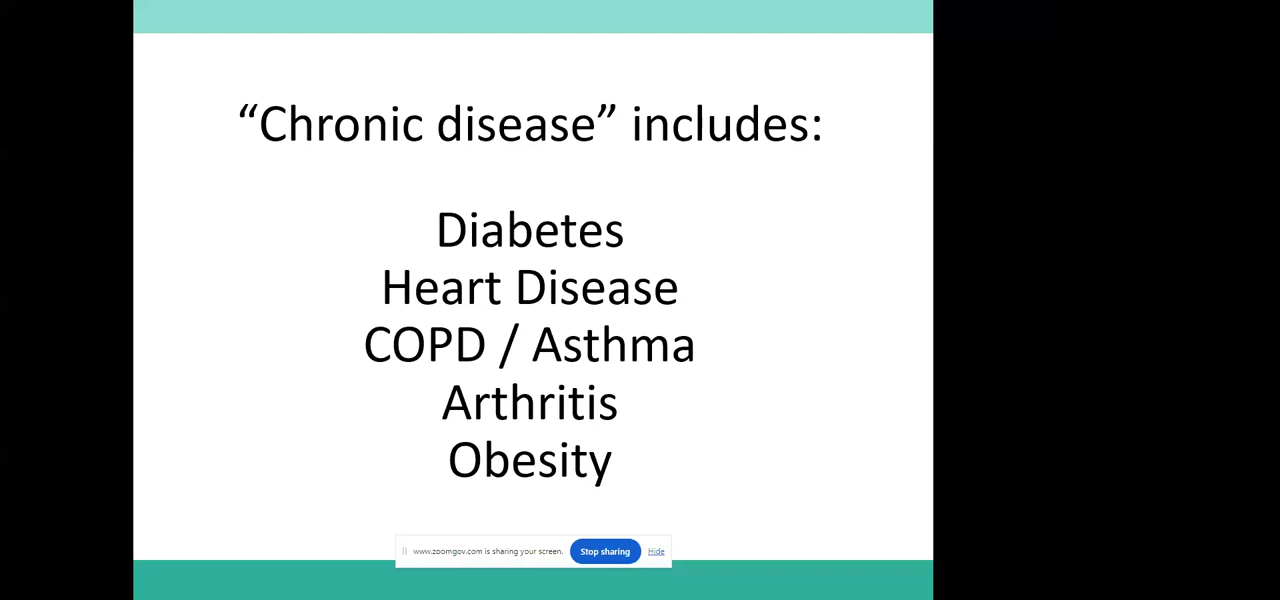 “Chronic disease” includes:
Diabetes
Heart Disease
COPD / Asthma
Arthritis
Obesity
www.zoomgov.com is sharing your screen. Stop sharing Hide